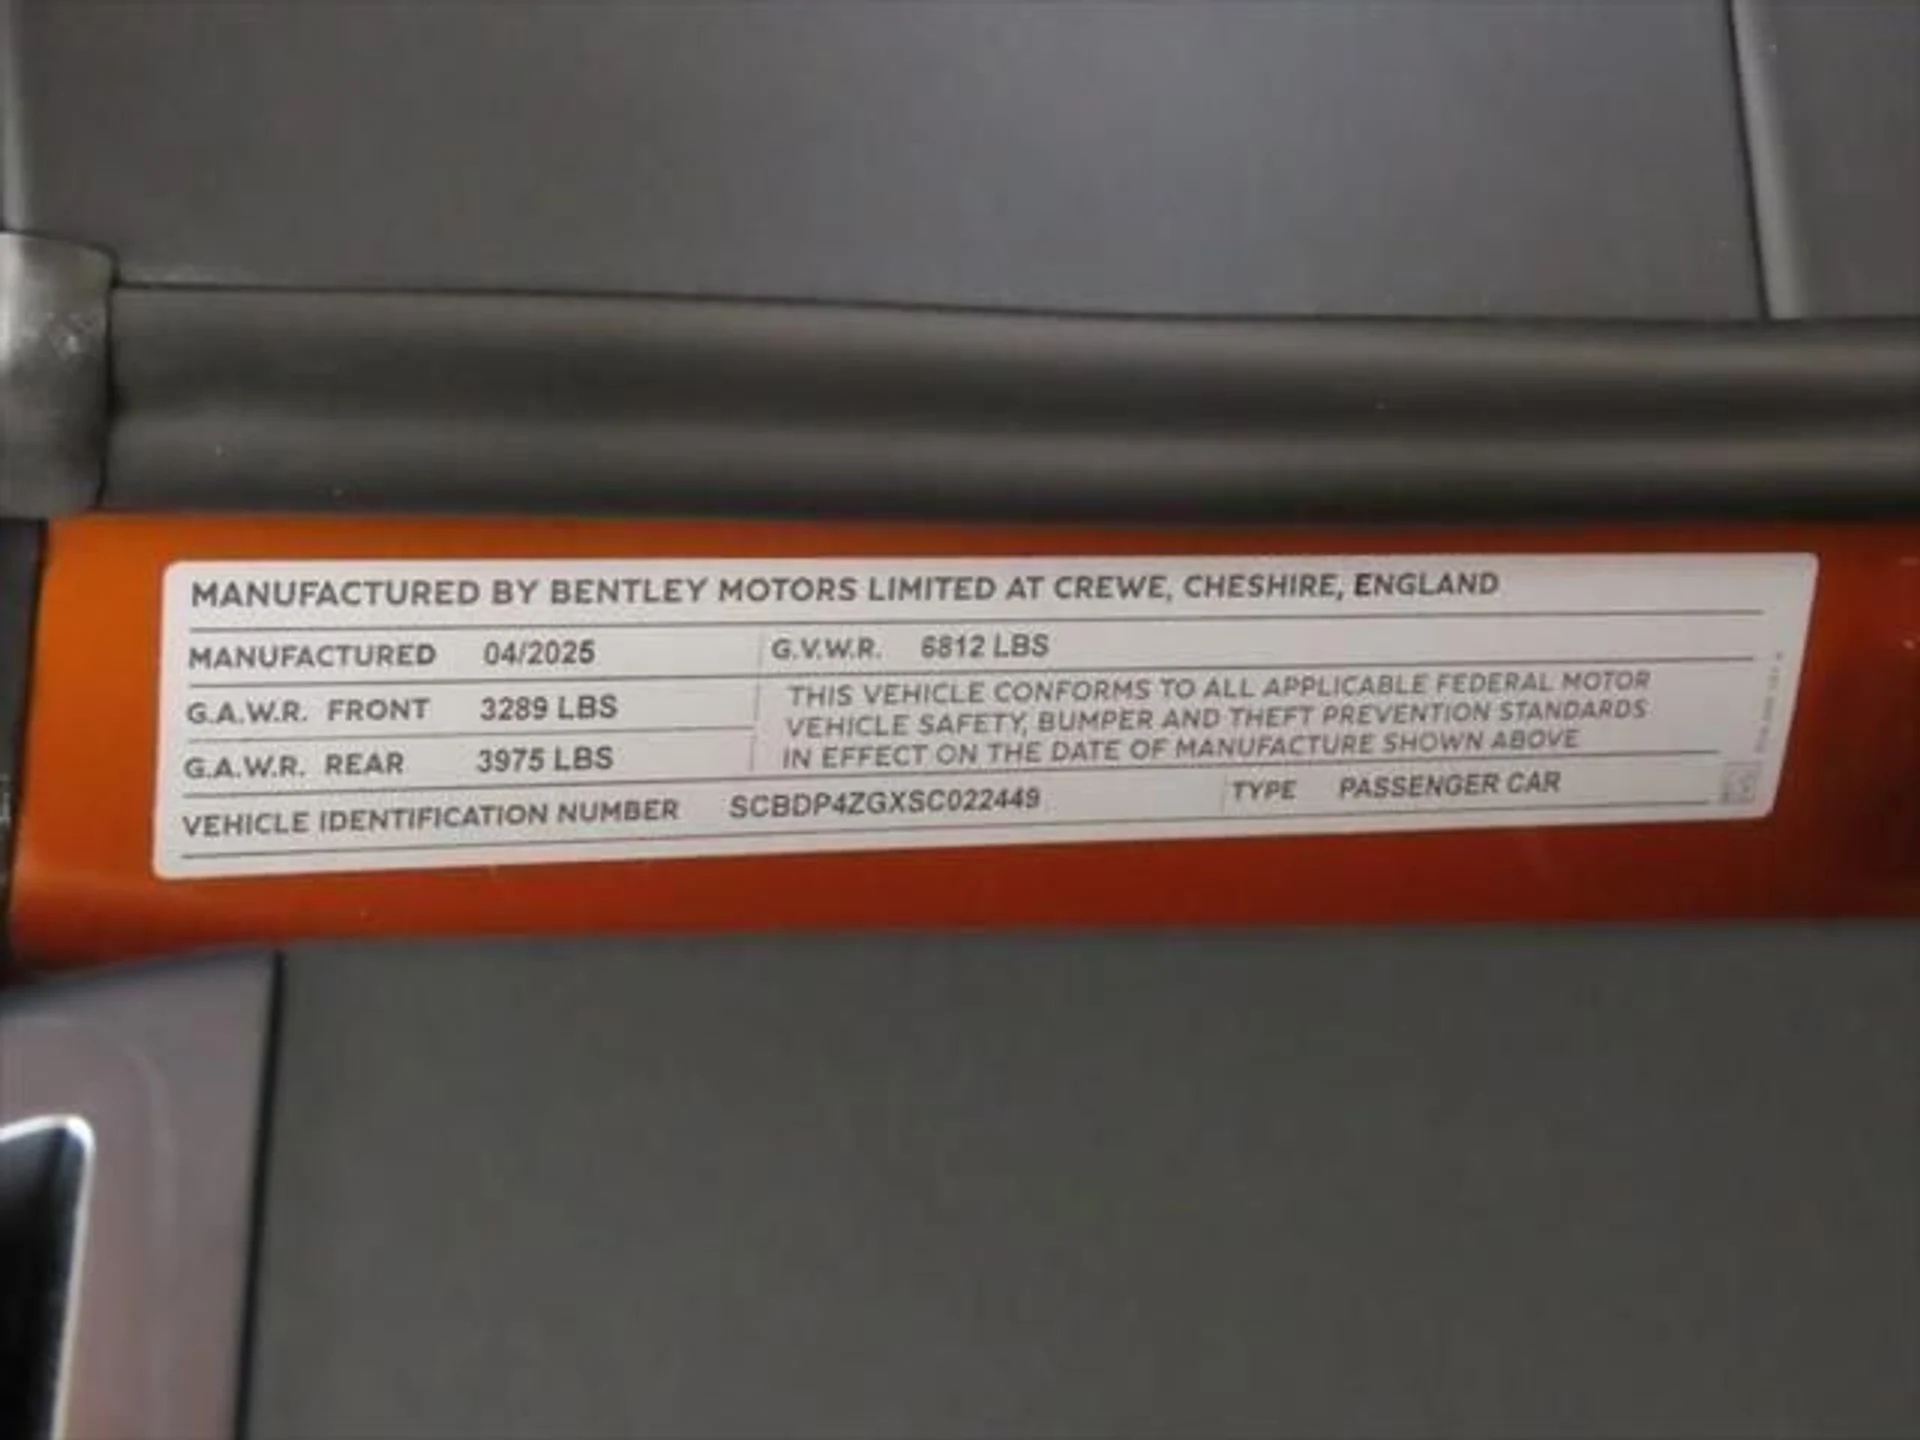 MANUFACTURED BY BENTLEY MOTORS LIMITED AT CREWE, CHESHIRE, ENGLAND
MANUFACTURED 04/2025 G.V.W.R. 6812 LBS
G.A.W.R. FRONT 3289 LBS
G.A.W.R. REAR 3975 LBS
THIS VEHICLE CONFORMS TO ALL APPLICABLE FEDERAL MOTOR
VEHICLE SAFETY, BUMPER AND THEFT PREVENTION STANDARDS
IN EFFECT ON THE DATE OF MANUFACTURE SHOWN ABOVE
VEHICLE IDENTIFICATION NUMBER SCBDP4ZGXSC022449 TYPE PASSENGER CAR